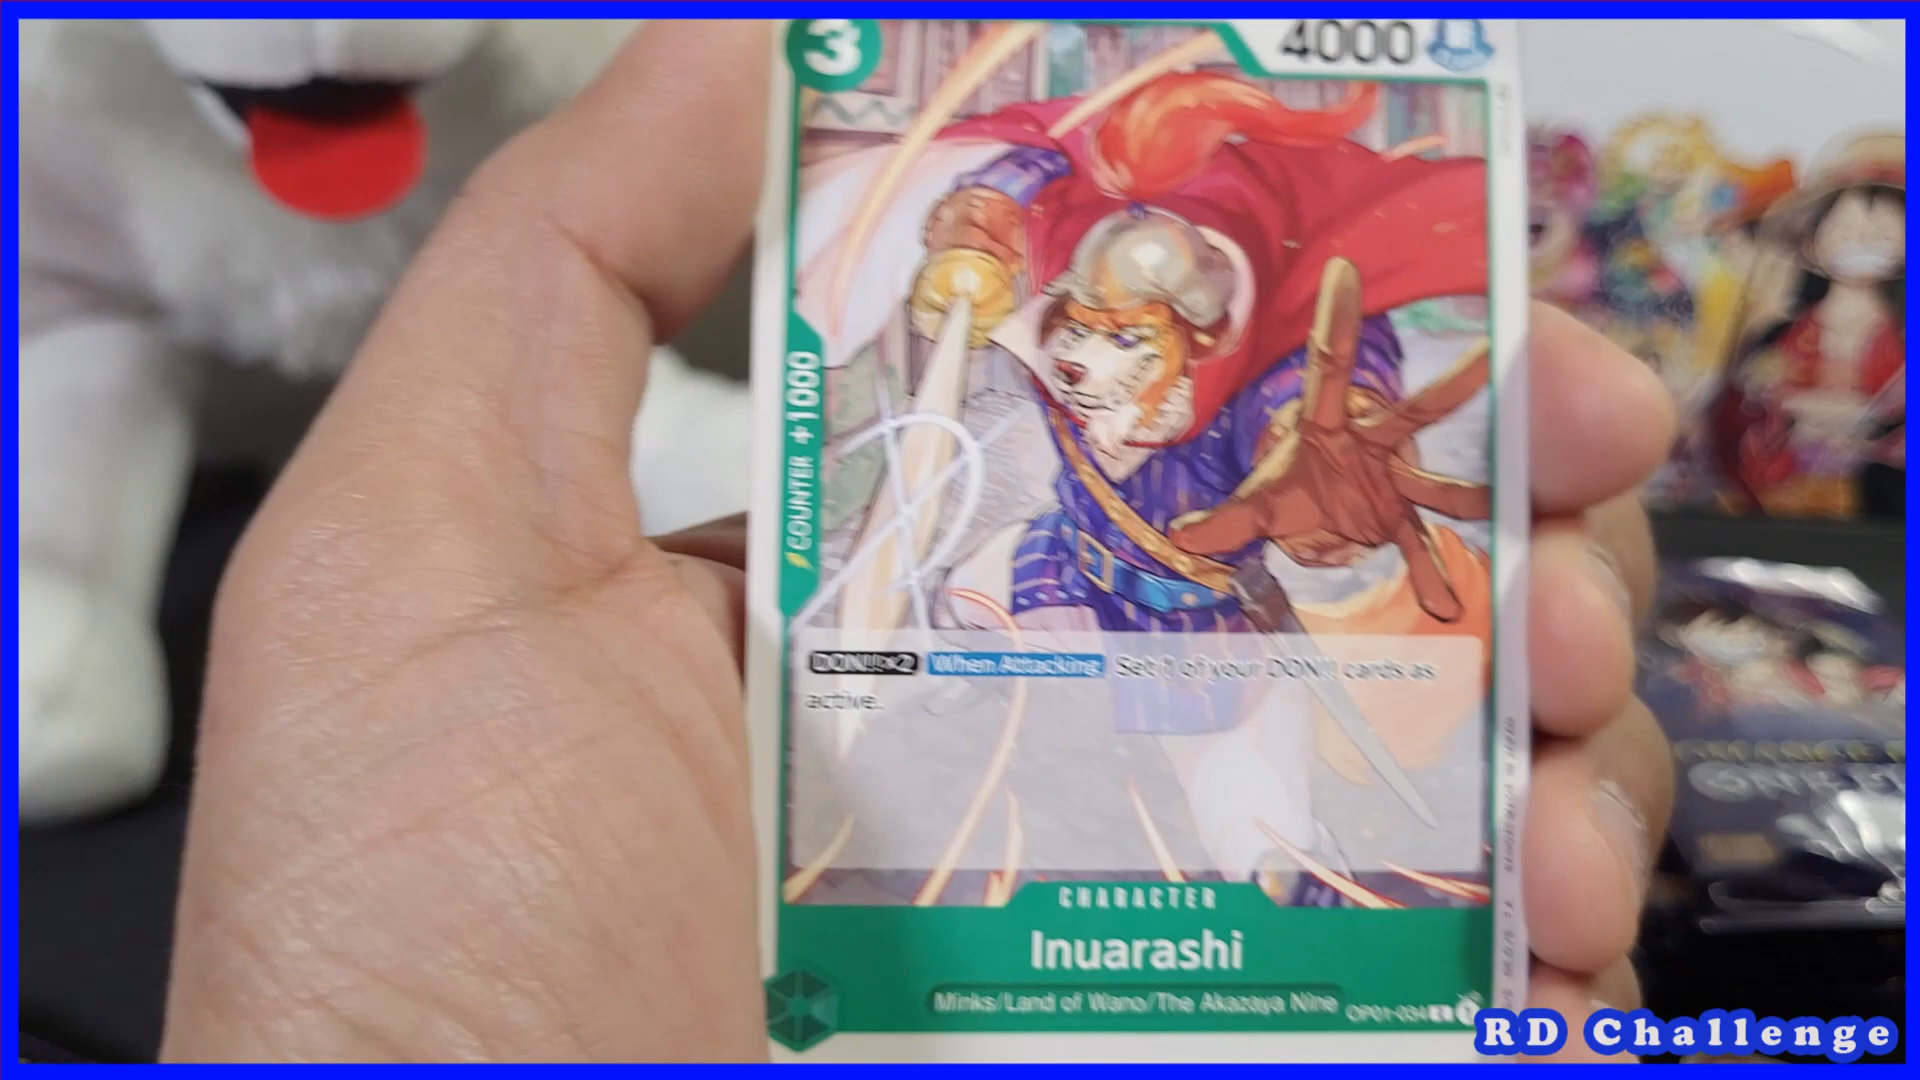 3
4000
COUNTER +1000
DON!!×2 When Attacking Set 1 of your DON!! cards as
active.
CHARACTER
Inuarashi
Minks/Land of Wano/The Akazaya Nine
OP01-034
RD Challenge